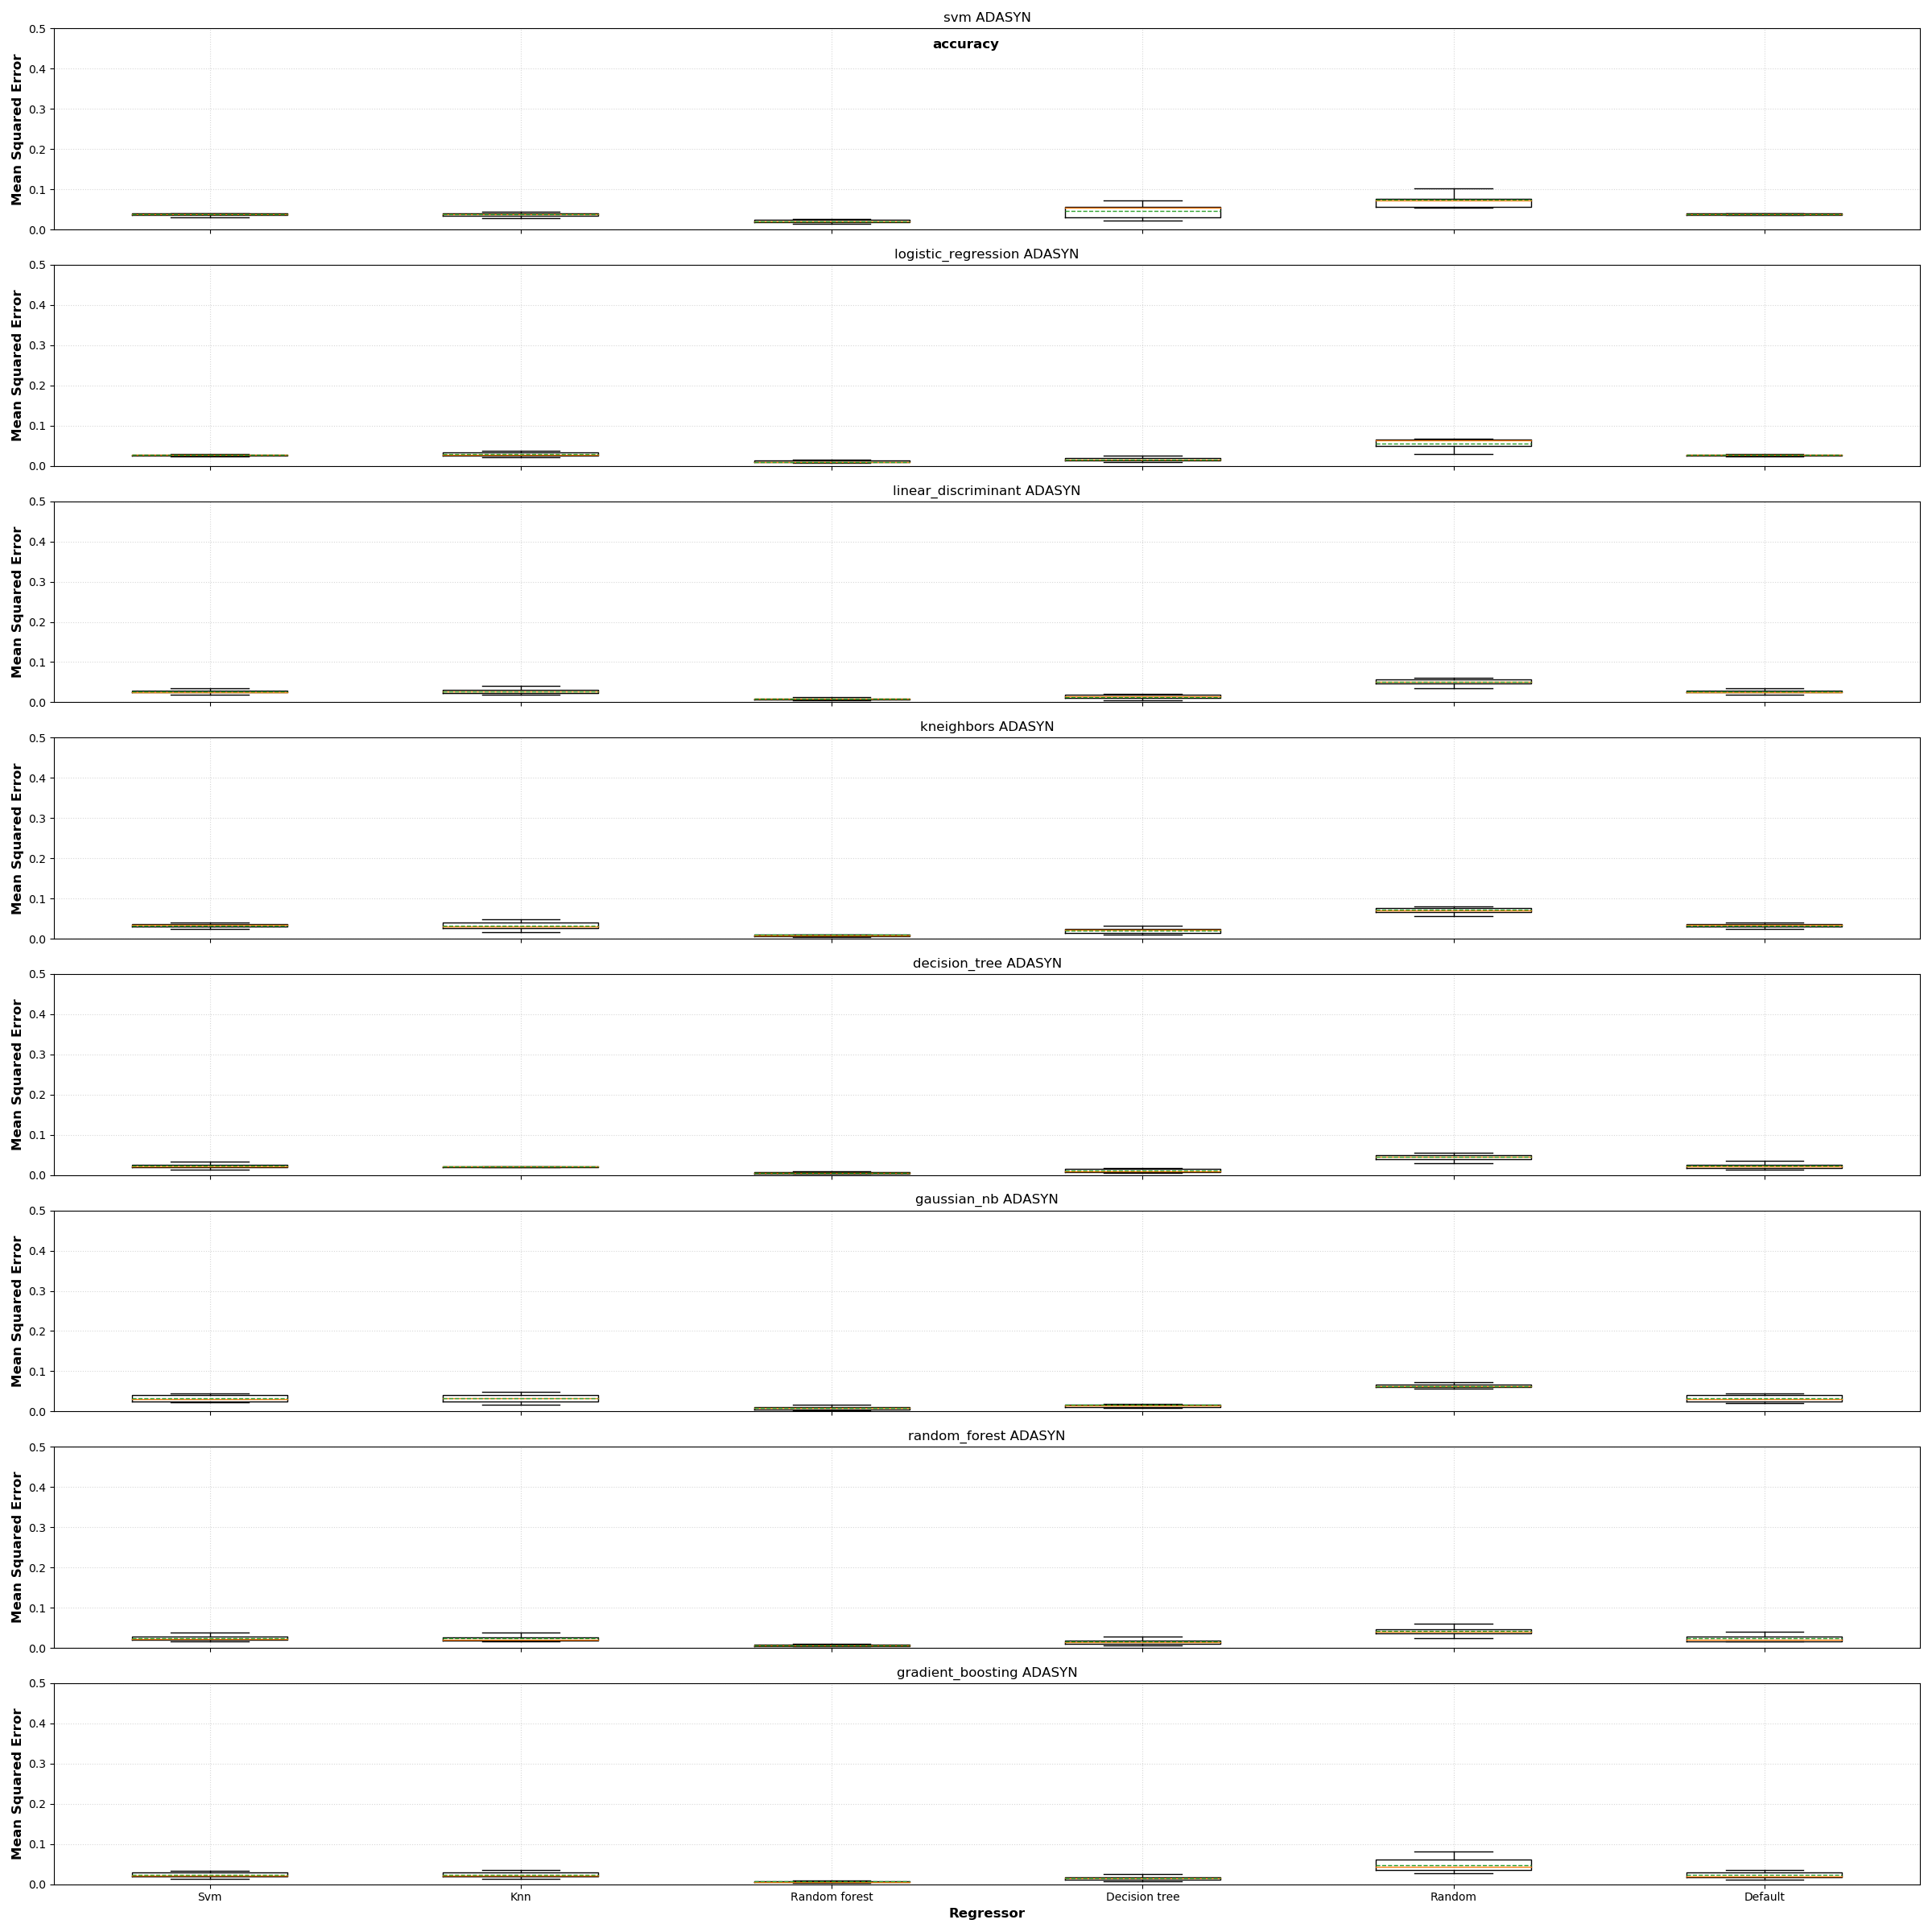 svm ADASYN
accuracy
Mean Squared Error
0.5
0.4
0.3
0.2
0.1
0.0
logistic_regression ADASYN
Mean Squared Error
0.5
0.4
0.3
0.2
0.1
0.0
linear_discriminant ADASYN
Mean Squared Error
0.5
0.4
0.3
0.2
0.1
0.0
kneighbors ADASYN
Mean Squared Error
0.5
0.4
0.3
0.2
0.1
0.0
decision_tree ADASYN
Mean Squared Error
0.5
0.4
0.3
0.2
0.1
0.0
gaussian_nb ADASYN
Mean Squared Error
0.5
0.4
0.3
0.2
0.1
0.0
random_forest ADASYN
Mean Squared Error
0.5
0.4
0.3
0.2
0.1
0.0
gradient_boosting ADASYN
Mean Squared Error
0.5
0.4
0.3
0.2
0.1
0.0
Svm Knn Random forest Decision tree Random Default
Regressor